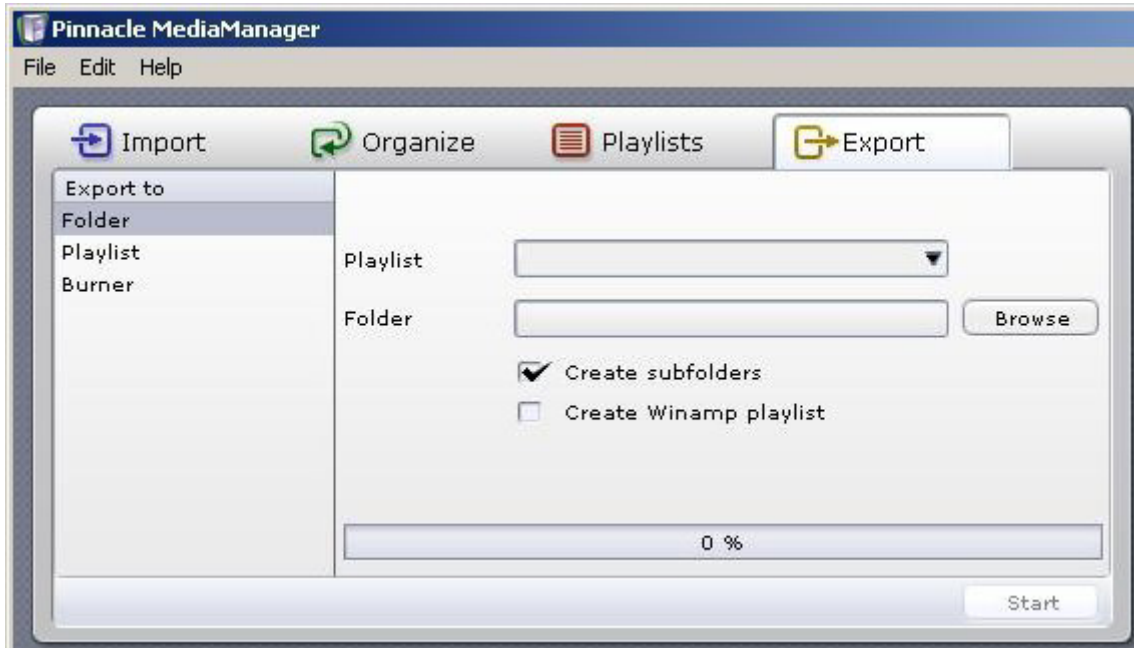 Pinnacle MediaManager
File Edit Help
Import Organize Playlists Export
Export to
Folder
Playlist
Burner
Playlist
Folder Browse
Create subfolders
Create Winamp playlist
0 %
Start